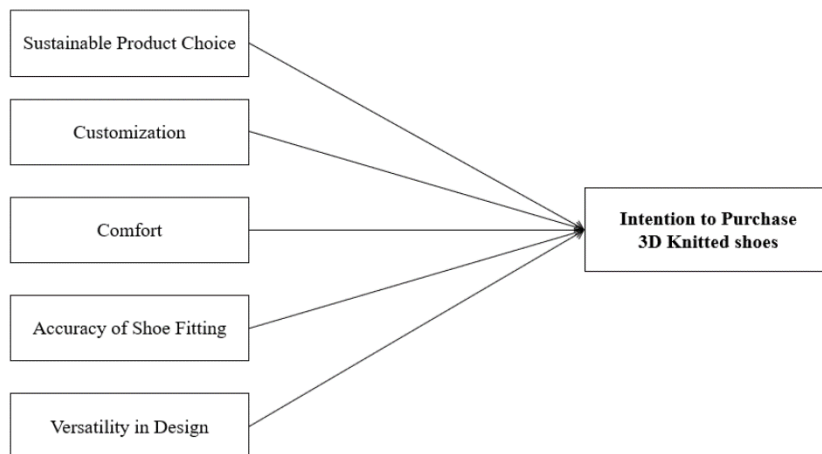 Sustainable Product Choice
Customization
Comfort
Accuracy of Shoe Fitting
Versatility in Design
Intention to Purchase
3D Knitted shoes